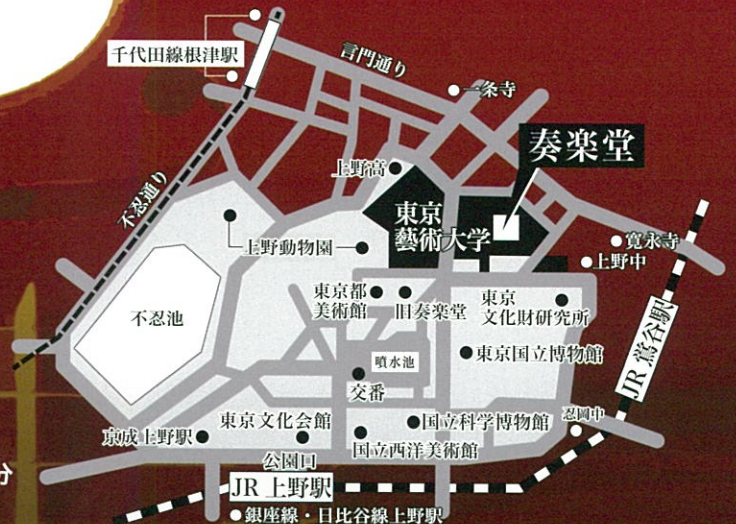 千代田線根津駅
言問通り
一条寺
奏楽堂
上野高
東京
藝術大学
不忍通り
上野動物園
寛永寺
上野中
不忍池
東京都
美術館
旧奏楽堂
東京
文化財研究所
噴水池
東京国立博物館
JR 鶯谷駅
交番
京成上野駅
東京文化会館
国立科学博物館
忍岡中
国立西洋美術館
公園口
JR 上野駅
銀座線・日比谷線上野駅
分